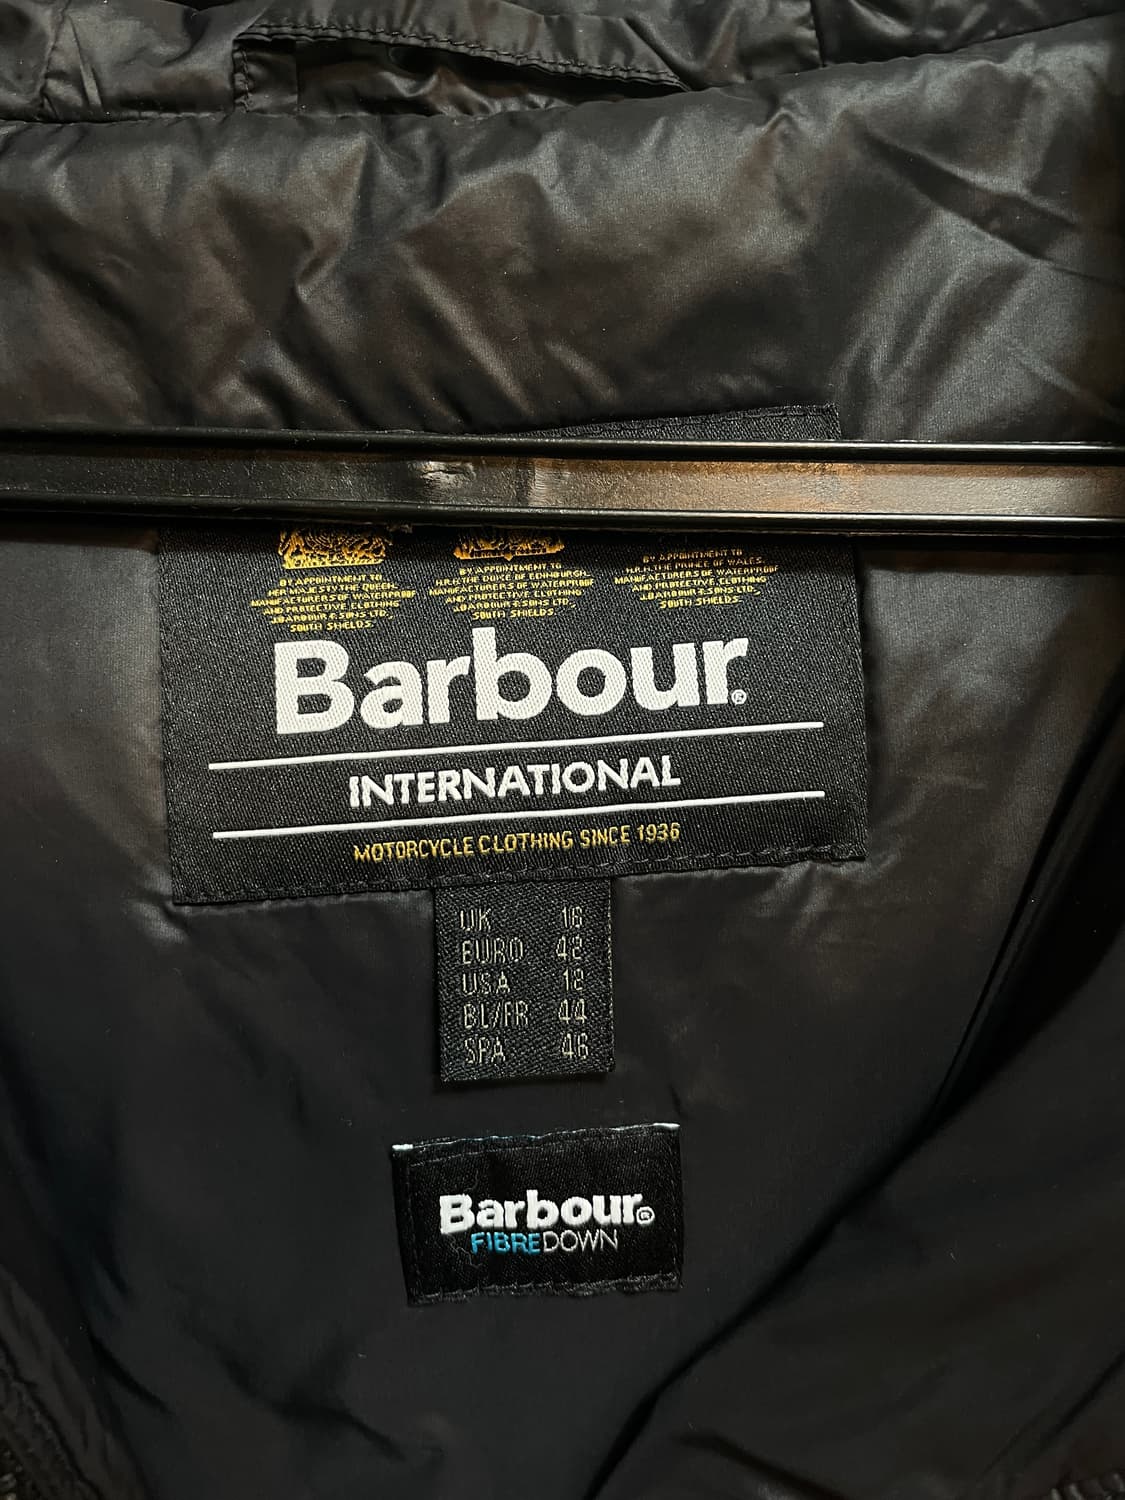 BY APPOINTMENT TO
HER MAJESTY THE QUEEN.
MANUFACTURERS OF WATERPROOF
AND PROTECTIVE CLOTHING
J.BARBOUR & SONS LTD.
SOUTH SHIELDS.
BY APPOINTMENT TO
H.R.H. THE DUKE OF EDINBURGH.
MANUFACTURERS OF WATERPROOF
AND PROTECTIVE CLOTHING
J.BARBOUR & SONS LTD.
SOUTH SHIELDS.
BY APPOINTMENT TO
H.R.H. THE PRINCE OF WALES.
MANUFACTURERS OF WATERPROOF
AND PROTECTIVE CLOTHING
J.BARBOUR & SONS LTD.
SOUTH SHIELDS.
Barbour®
INTERNATIONAL
MOTORCYCLE CLOTHING SINCE 1936
UK 16
EURO 42
USA 12
BL/FR 44
SPA 46
Barbour®
FIBREDOWN